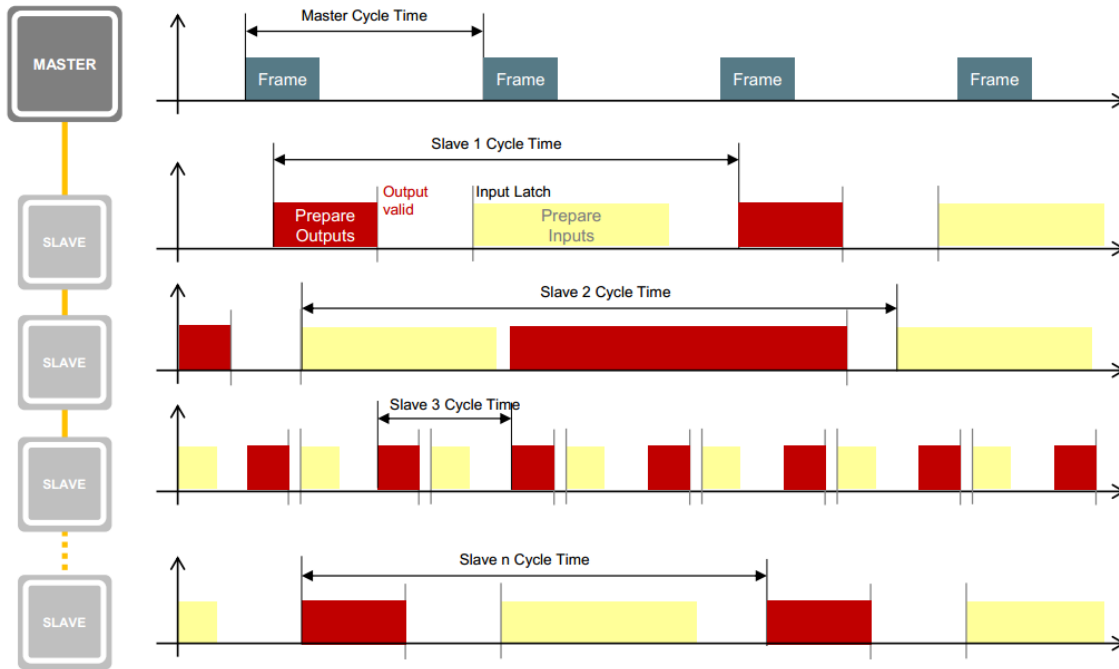 Master Cycle Time
MASTER
Frame
Frame
Frame
Frame
Slave 1 Cycle Time
Output
valid
Input Latch
SLAVE
Prepare
Outputs
Prepare
Inputs
Slave 2 Cycle Time
SLAVE
Slave 3 Cycle Time
SLAVE
Slave n Cycle Time
SLAVE